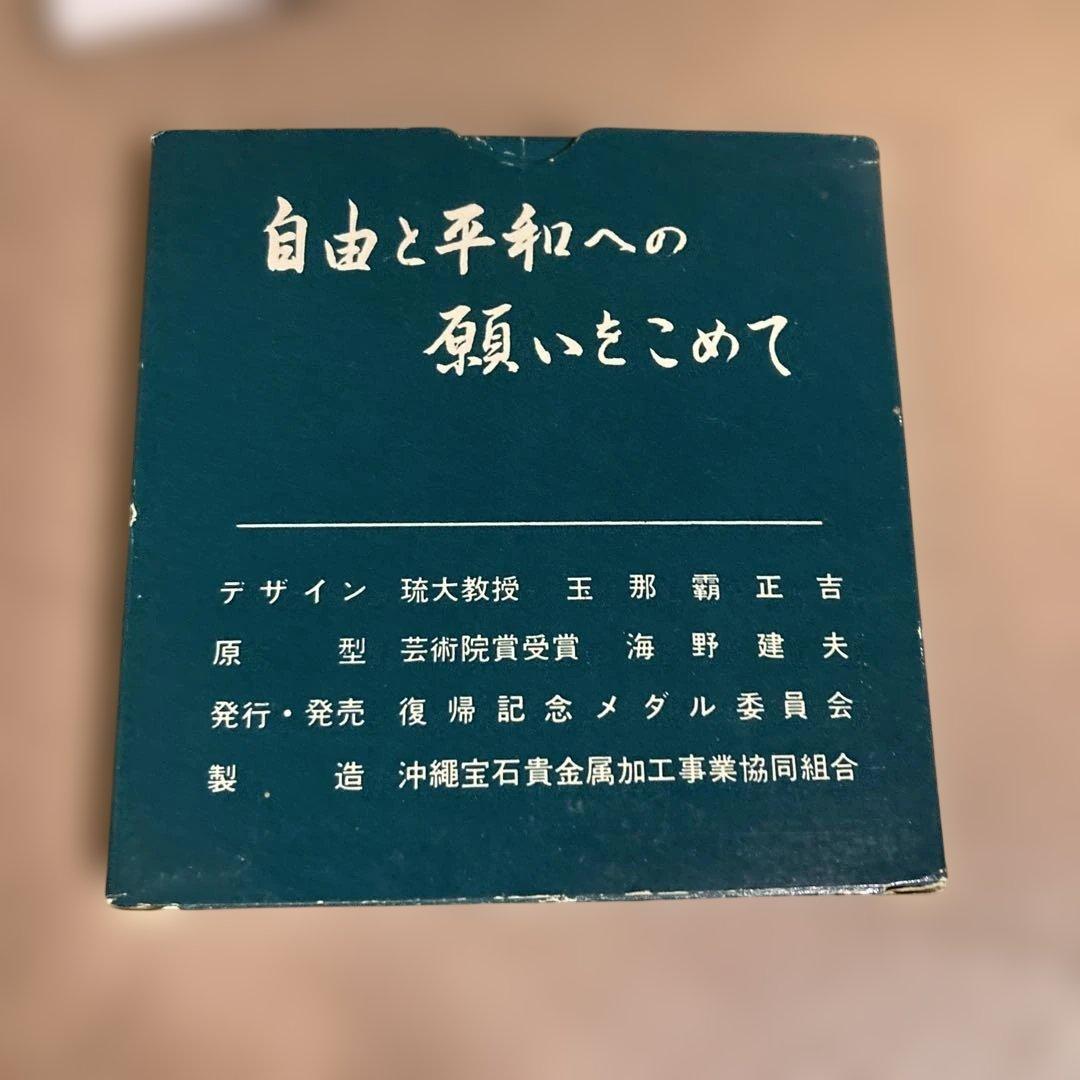 自由と平和への
願いをこめて
デザイン 琉大教授 玉那覇正吉
原型 芸術院賞受賞 海野建夫
発行・発売 復帰記念メダル委員会
製造 沖縄宝石貴金属加工事業協同組合